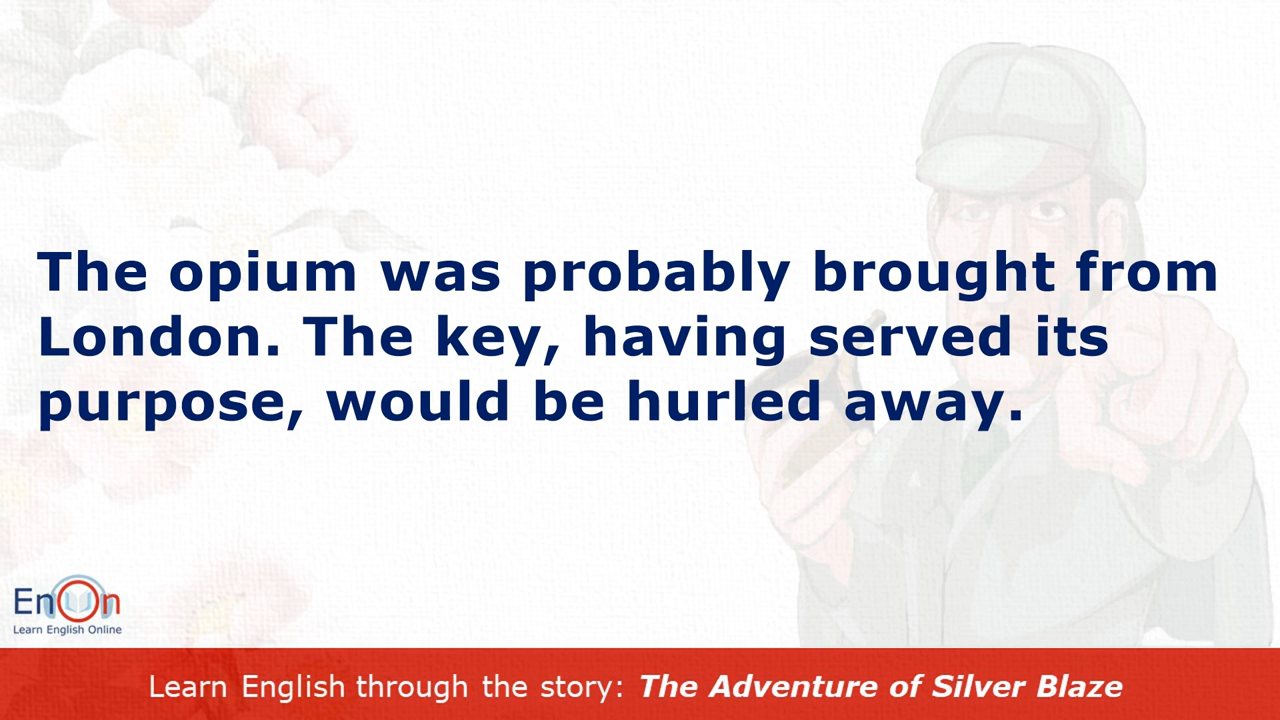 The opium was probably brought from
London. The key, having served its
purpose, would be hurled away.
EnOn
Learn English Online
Learn English through the story: The Adventure of Silver Blaze